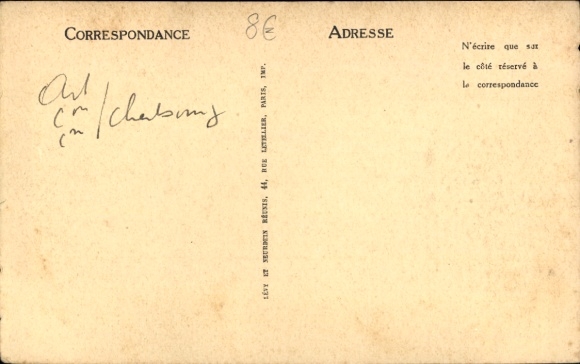 CORRESPONDANCE
8€
ADRESSE
N'écrire que sur
le côté réservé à
la correspondance
Cherbourg
LÉVY ET NEURDEIN RÉUNIS, 44, RUE LETELLIER, PARIS, IMP.